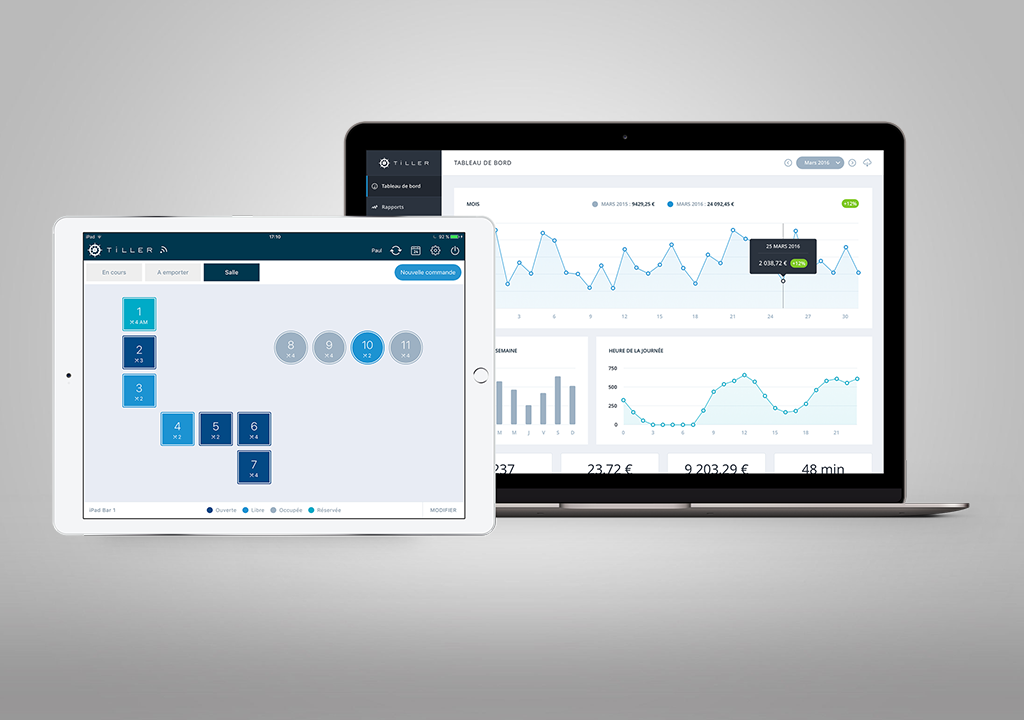 iPad
17:10
92 %
TiLLER
Paul
24
En cours
A emporter
Salle
Nouvelle commande
1
4 AM
2
3
3
2
4
2
5
2
6
4
7
4
8
4
9
4
10
2
11
4
iPad Bar 1
Ouverte
Libre
Occupée
Réservée
MODIFIER
TiLLER
TABLEAU DE BORD
Mars 2016
Tableau de bord
Rapports
MOIS
MARS 2015 : 9429,25 €
MARS 2016 : 24 092,45 €
+12%
25 MARS 2016
2 038,72 € +12%
3 6 9 12 15 18 21 24 27 30
SEMAINE
M M J V S D
HEURE DE LA JOURNÉE
750
500
250
0 3 6 9 12 15 18 21
237
23,72 €
9 203,29 €
48 min